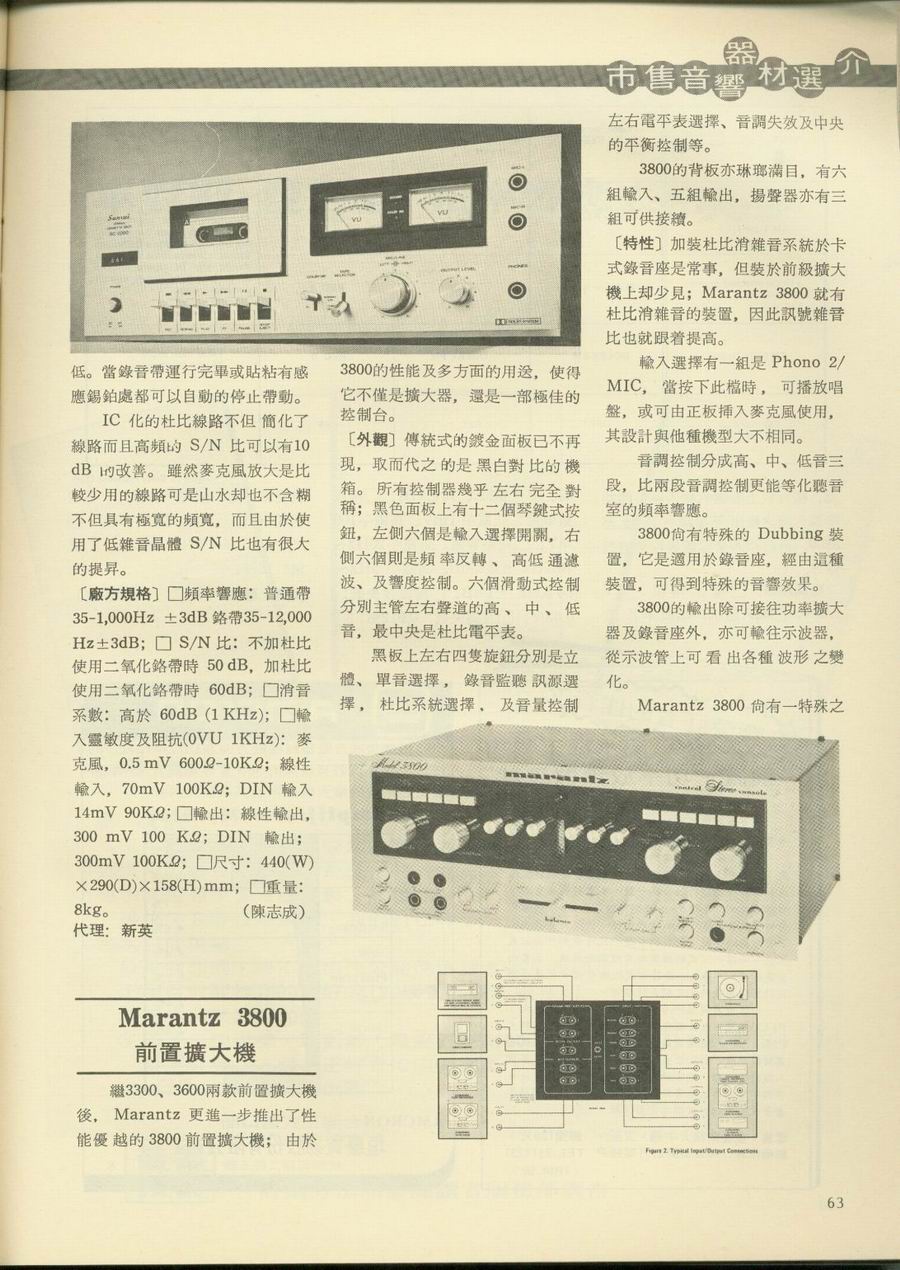 市售音響器材選介
Sansui
SC-2000
VU
VU
OUTPUT LEVEL
PHONES
低。當錄音帶運行完畢或貼粘有感
應錫鉑處都可以自動的停止帶動。
IC 化的杜比線路不但 簡化了
線路而且高頻的 S/N 比可以有10
dB 的改善。雖然麥克風放大是比
較少用的線路可是山水却也不含糊
不但具有極寬的頻寬，而且由於使
用了低雜音晶體 S/N 比也有很大
的提昇。
〔廠方規格〕□頻率響應：普通帶
35-1,000Hz ±3dB 鉻帶35-12,000
Hz±3dB；□ S/N 比：不加杜比
使用二氧化鉻帶時 50 dB，加杜比
使用二氧化鉻帶時 60dB；□消音
系數：高於 60dB (1 KHz)；□輸
入靈敏度及阻抗(0VU 1KHz)：麥
克風，0.5 mV 600Ω-10KΩ；線性
輸入，70mV 100KΩ；DIN 輸入
14mV 90KΩ；□輸出：線性輸出，
300 mV 100 KΩ；DIN 輸出；
300mV 100KΩ；□尺寸：440(W)
×290(D)×158(H)mm；□重量：
8kg。 （陳志成）
代理：新英
Marantz 3800
前置擴大機
繼3300、3600兩款前置擴大機
後，Marantz 更進一步推出了性
能優 越的 3800 前置擴大機；由於
3800的性能及多方面的用途，使得
它不僅是擴大器，還是一部極佳的
控制台。
〔外觀〕傳統式的鍍金面板已不再
現，取而代之 的是 黑白對 比的 機
箱。所有控制器幾乎 左右 完全 對
稱；黑色面板上有十二個琴鍵式按
鈕，左側六個是輸入選擇開關，右
側六個則是頻 率反轉、高低 通濾
波、及響度控制。六個滑動式控制
分別主管左右聲道的高、中、低
音，最中央是杜比電平表。
黑板上左右四隻旋鈕分別是立
體、單音選擇，錄音監聽 訊源選
擇，杜比系統選擇，及音量控制
左右電平表選擇、音調失效及中央
的平衡控制等。
3800的背板亦琳瑯滿目，有六
組輸入、五組輸出，揚聲器亦有三
組可供接續。
〔特性〕加裝杜比消雜音系統於卡
式錄音座是常事，但裝於前級擴大
機上却少見；Marantz 3800 就有
杜比消雜音的裝置，因此訊號雜音
比也就跟着提高。
輸入選擇有一組是 Phono 2/
MIC，當按下此檔時，可播放唱
盤，或可由正板揷入麥克風使用，
其設計與他種機型大不相同。
音調控制分成高、中、低音三
段，比兩段音調控制更能等化聽音
室的頻率響應。
3800尙有特殊的 Dubbing 裝
置，它是適用於錄音座，經由這種
裝置，可得到特殊的音響效果。
3800的輸出除可接往功率擴大
器及錄音座外，亦可輸往示波器，
從示波管上可 看 出各種 波形 之變
化。
Marantz 3800 尙有一特殊之
Model 3800
marantz
control Stereo console
balance
Figure 2. Typical Input/Output Connections
63